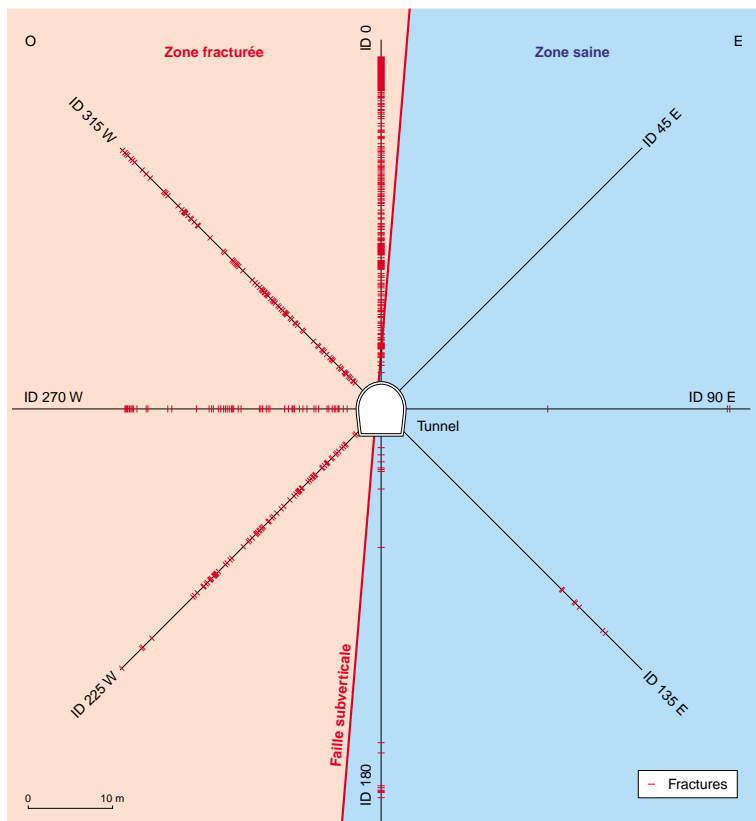 O
Zone fracturée
ID 0
Zone saine
E
ID 315 W
ID 45 E
ID 270 W
ID 90 E
Tunnel
ID 225 W
Faille subverticale
ID 180
ID 135 E
Fractures
0 10 m